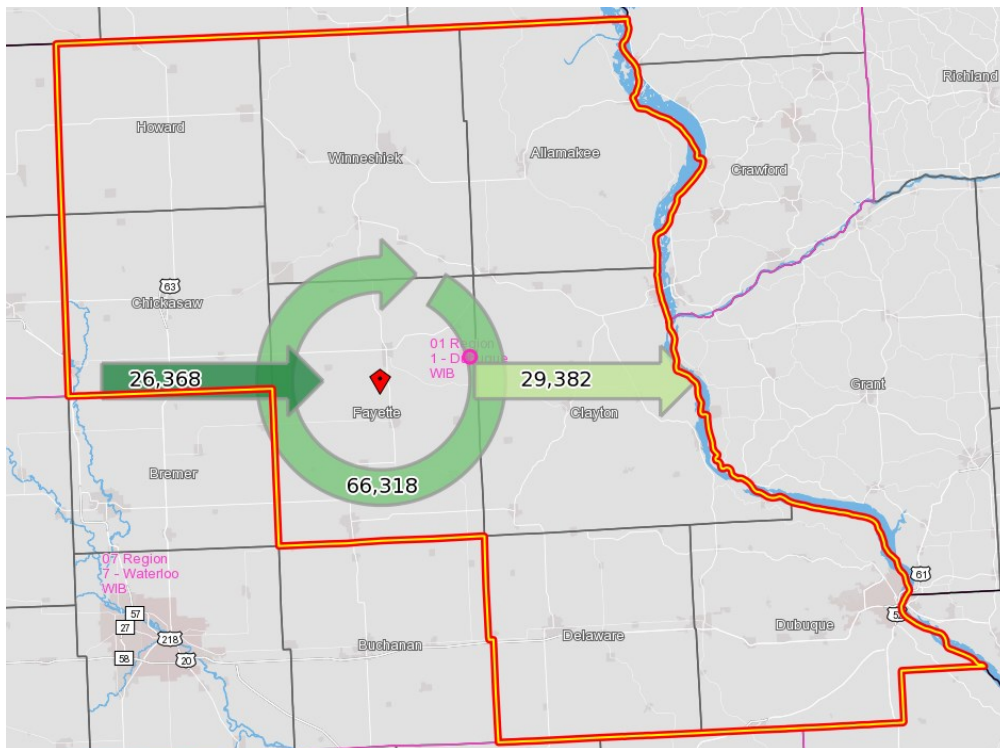 Richland
Howard
Winneshiek
Allamakee
Crawford
63
Chickasaw
01 Region
1 - Dubuque
WIB
26,368
29,382
Grant
Fayette
Clayton
Bremer
66,318
07 Region
7 - Waterloo
WIB
61
57
27
218
58
20
Buchanan
Delaware
Dubuque